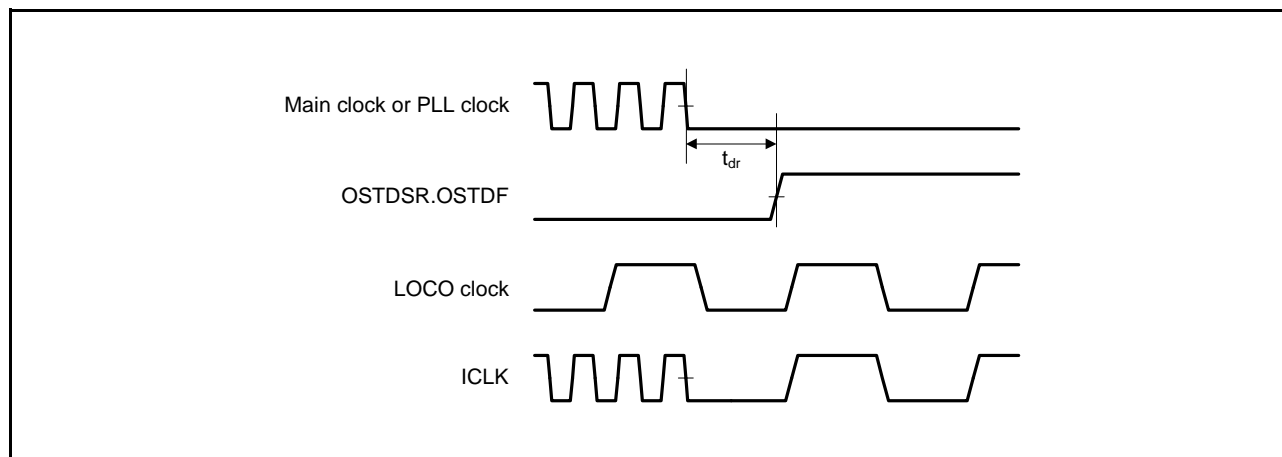 Main clock or PLL clock
tdr
OSTDSR.OSTDF
LOCO clock
ICLK